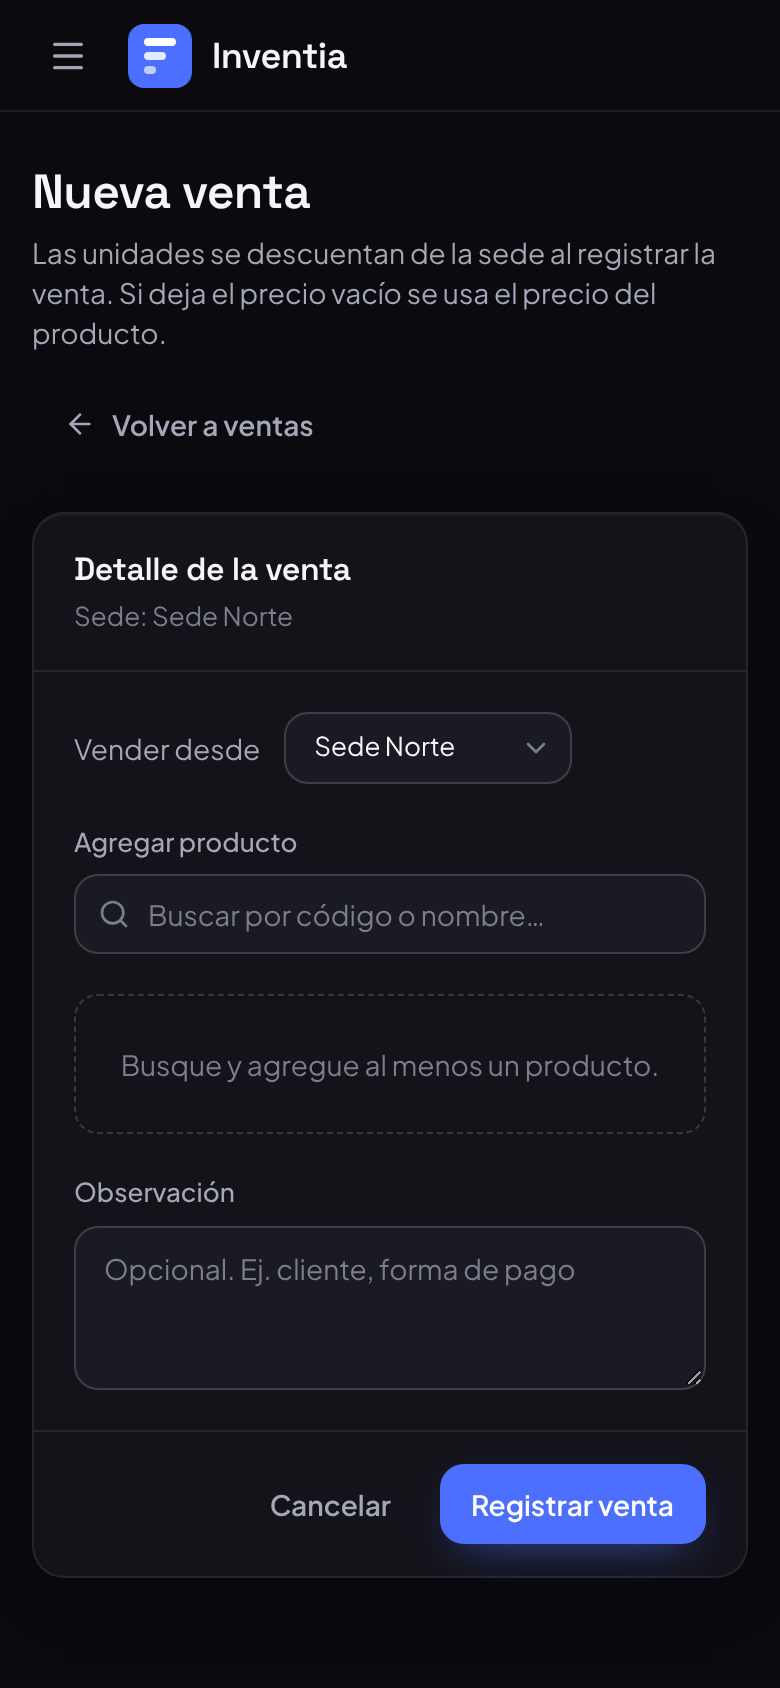 Inventia
Nueva venta
Las unidades se descuentan de la sede al registrar la
venta. Si deja el precio vacío se usa el precio del
producto.
Volver a ventas
Detalle de la venta
Sede: Sede Norte
Vender desde
Sede Norte
Agregar producto
Buscar por código o nombre…
Busque y agregue al menos un producto.
Observación
Opcional. Ej. cliente, forma de pago
Cancelar
Registrar venta